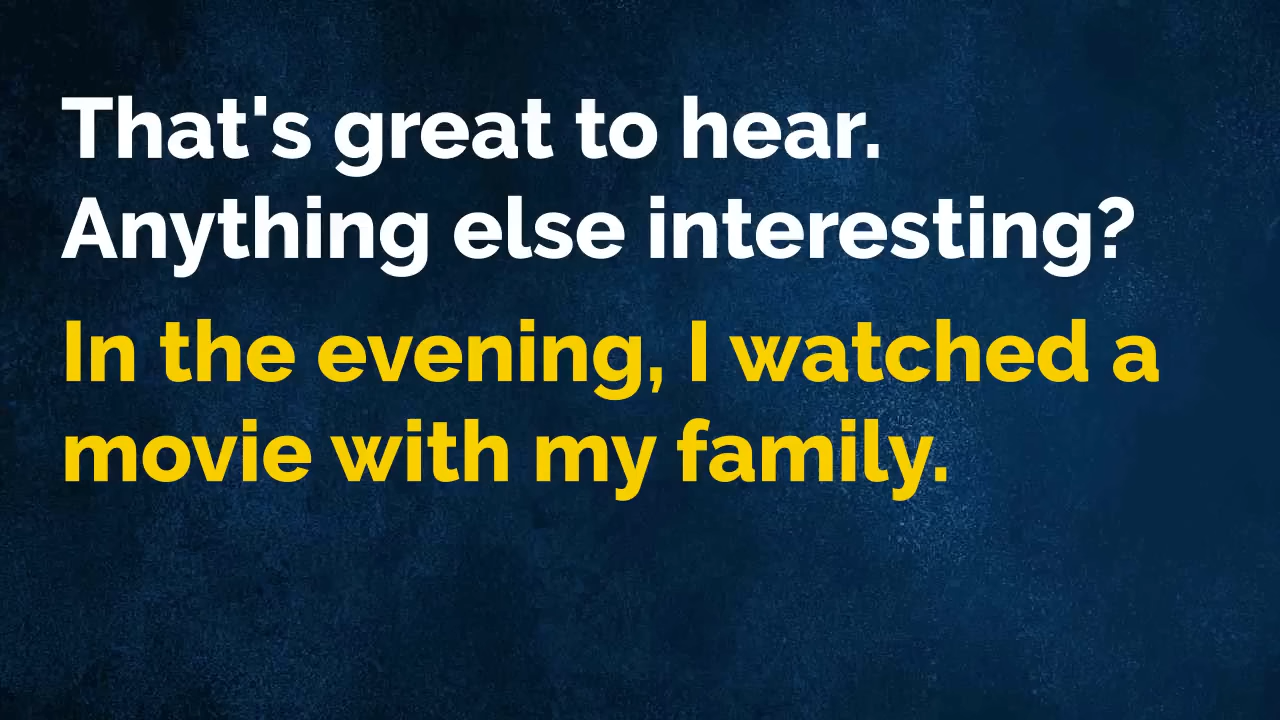 That's great to hear.
Anything else interesting?
In the evening, I watched a
movie with my family.